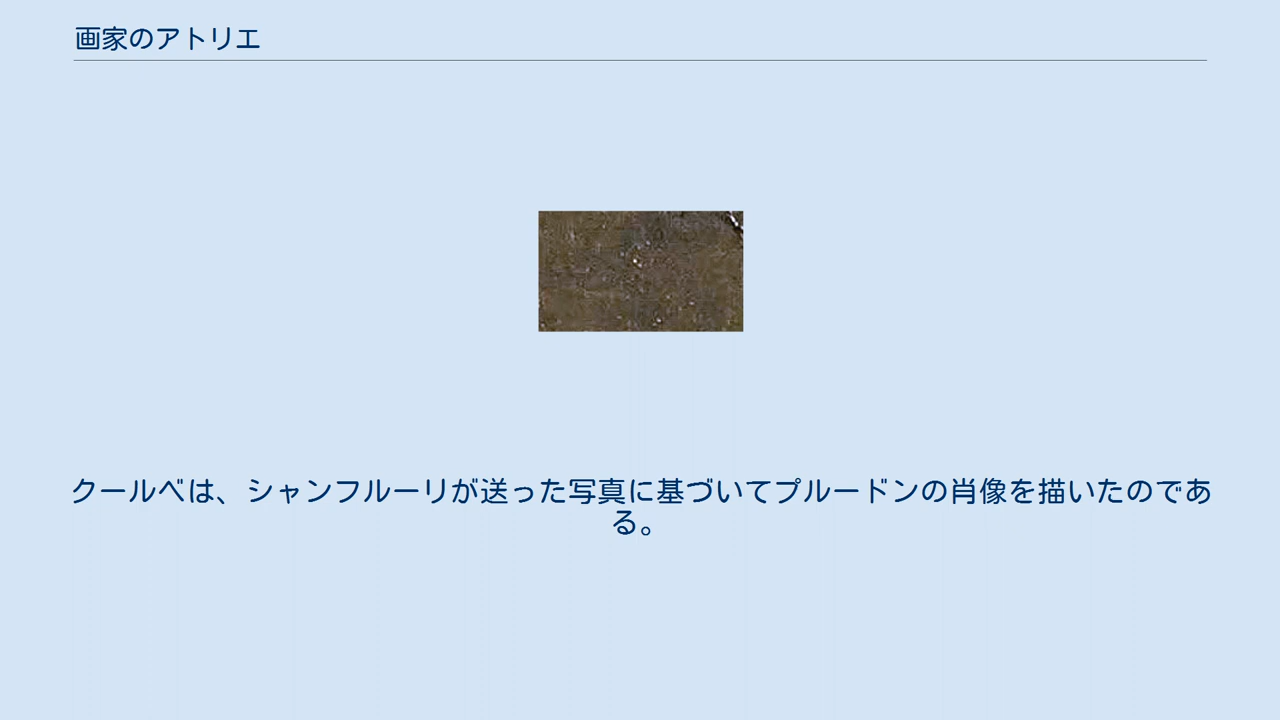 画家のアトリエ
クールベは、シャンフルーリが送った写真に基づいてプルードンの肖像を描いたのであ
る。